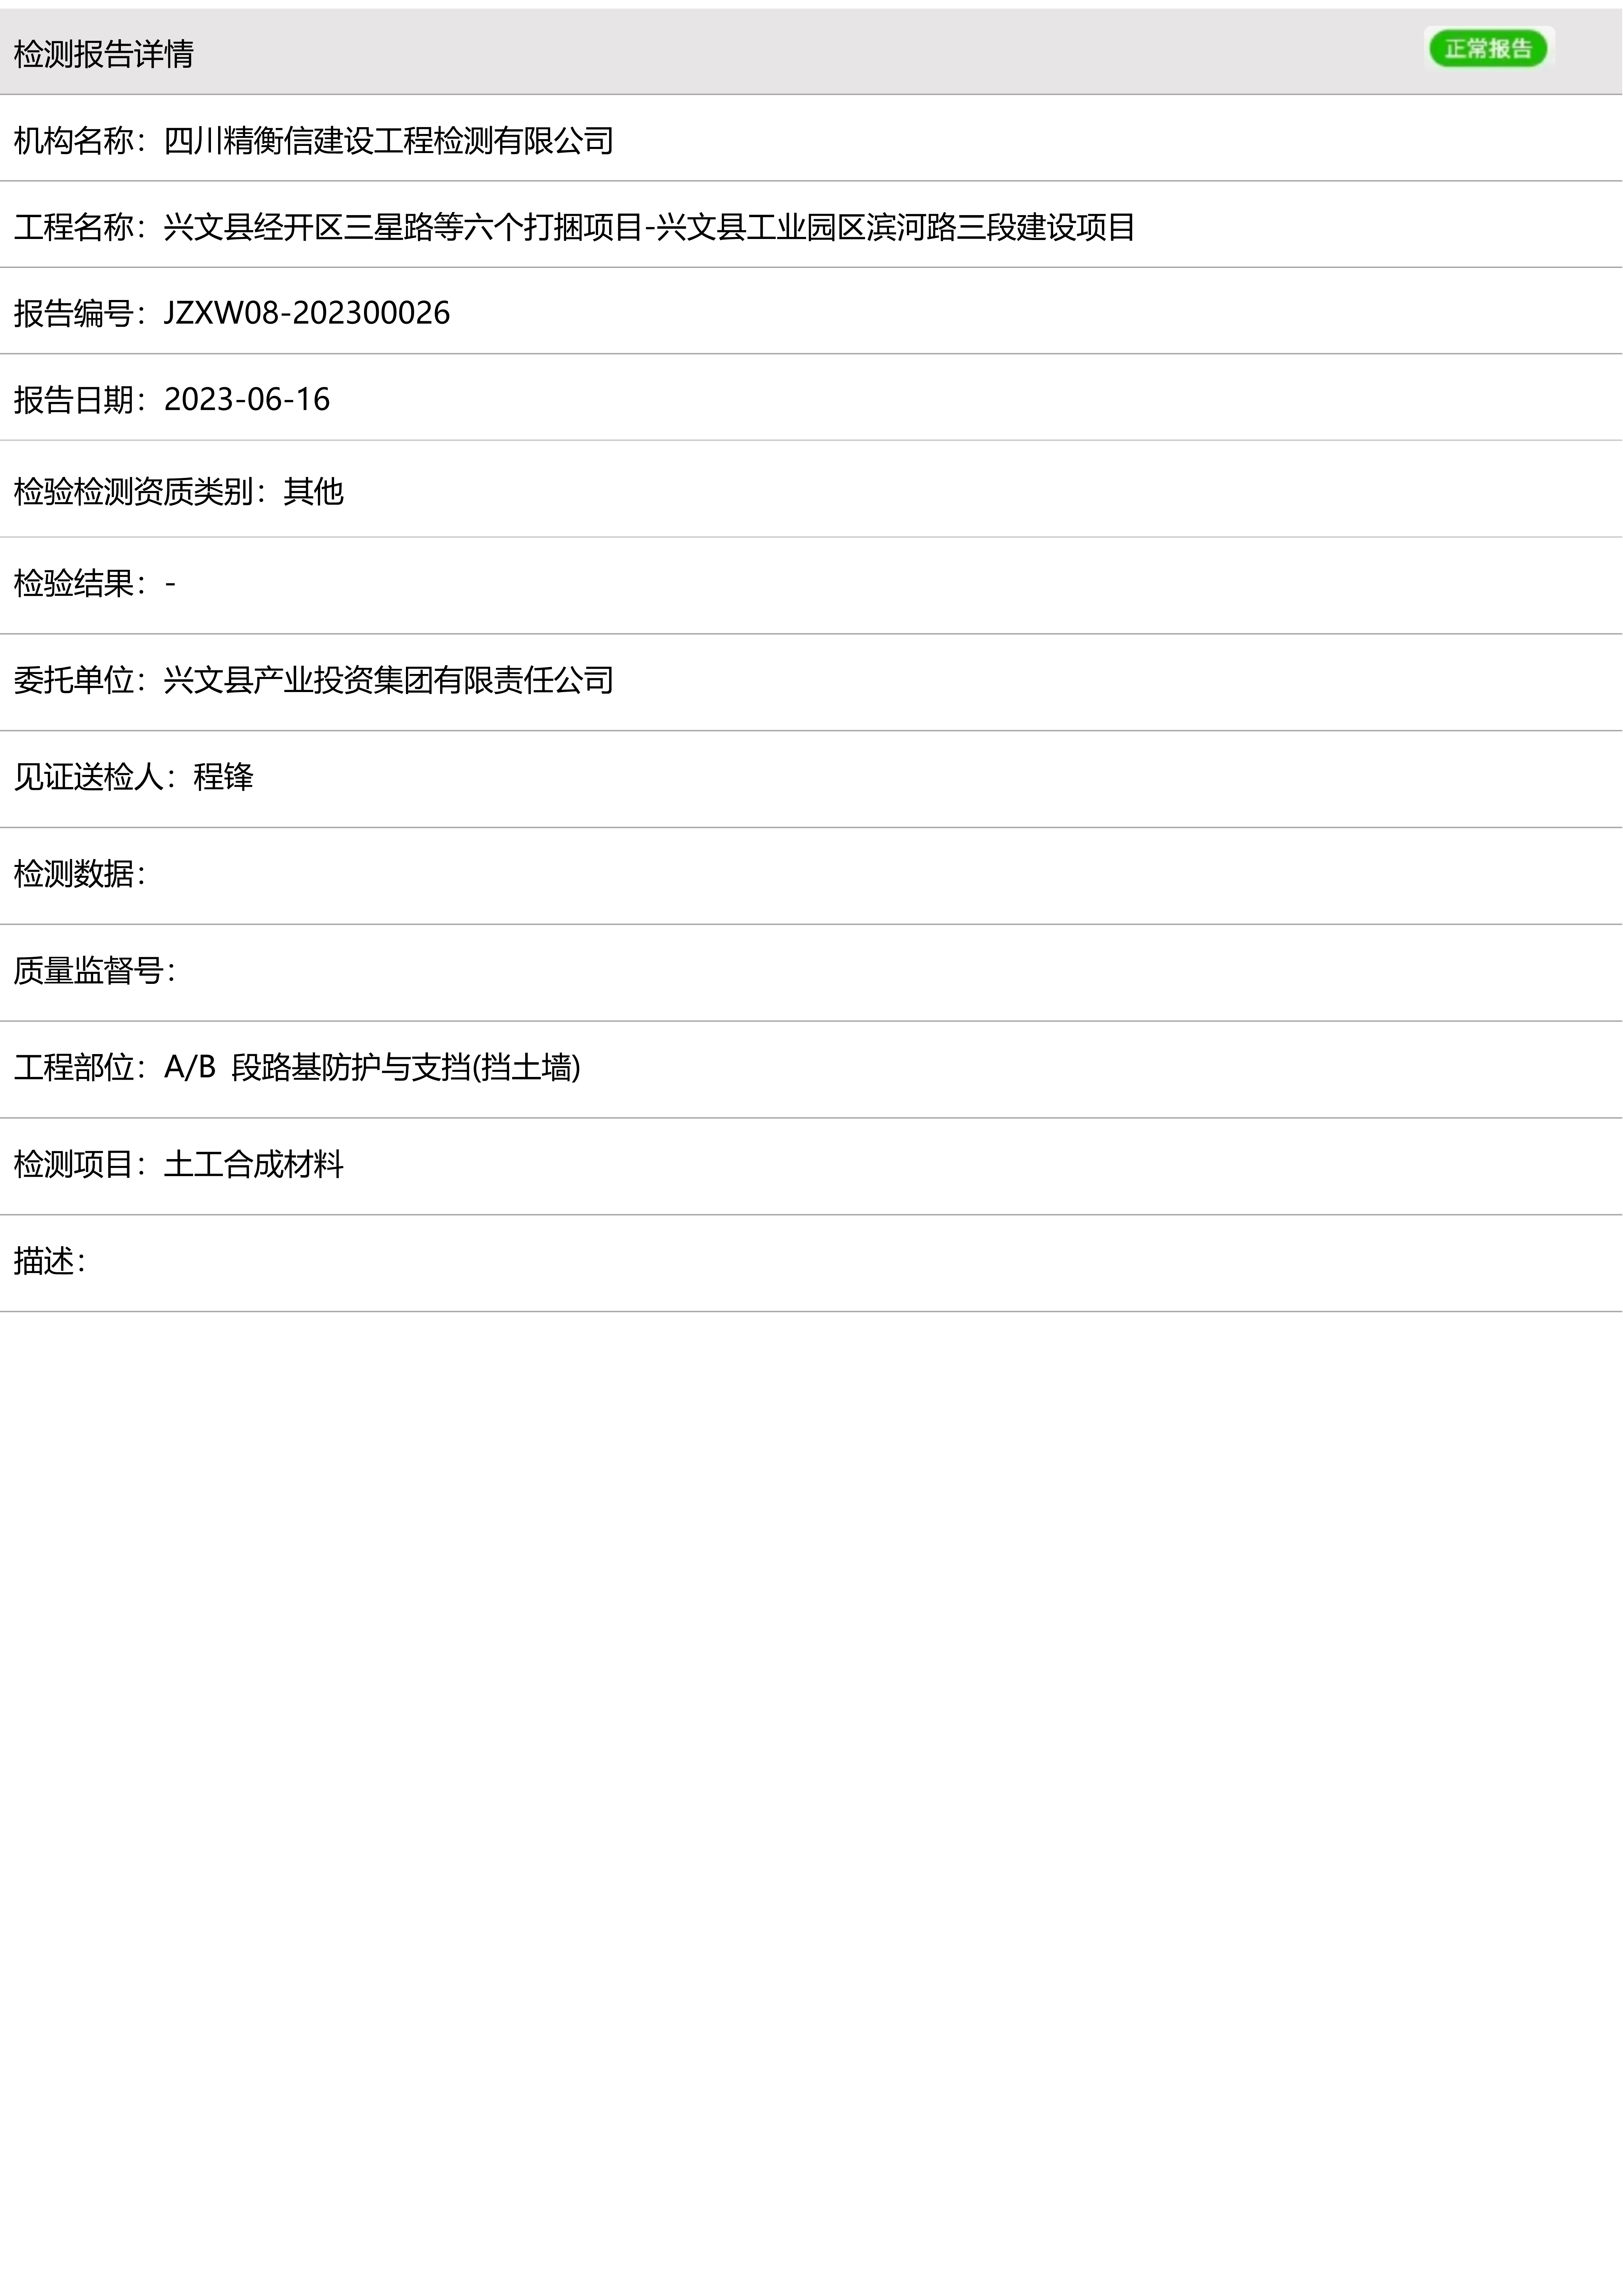 检测报告详情
正常报告
机构名称：四川精衡信建设工程检测有限公司
工程名称：兴文县经开区三星路等六个打捆项目-兴文县工业园区滨河路三段建设项目
报告编号：JZXW08-202300026
报告日期：2023-06-16
检验检测资质类别：其他
检验结果：-
委托单位：兴文县产业投资集团有限责任公司
见证送检人：程锋
检测数据：
质量监督号：
工程部位：A/B 段路基防护与支挡(挡土墙)
检测项目：土工合成材料
描述：